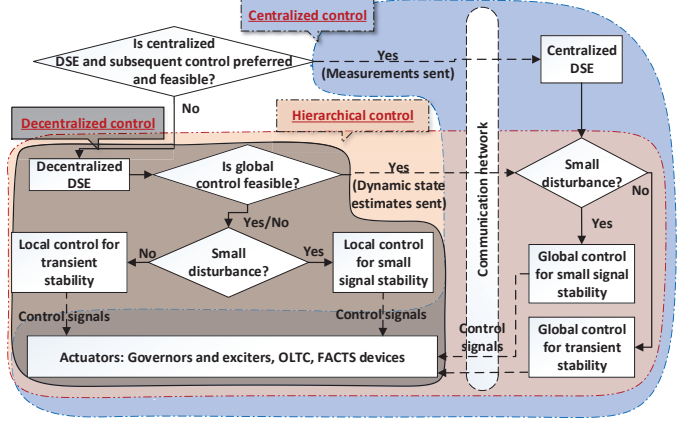 Centralized control
Is centralized
DSE and subsequent control preferred
and feasible?
Yes
(Measurements sent)
Centralized
DSE
No
Decentralized control
Hierarchical control
Communication network
Decentralized
DSE
Is global
control feasible?
Yes
(Dynamic state
estimates sent)
Small
disturbance?
No
Yes/No
Yes
Local control for
transient
stability
No
Small
disturbance?
Yes
Local control for
small
signal stability
Global control
for small signal
stability
Control signals
Control signals
Control
signals
Global control
for transient
stability
Actuators: Governors and exciters, OLTC, FACTS devices